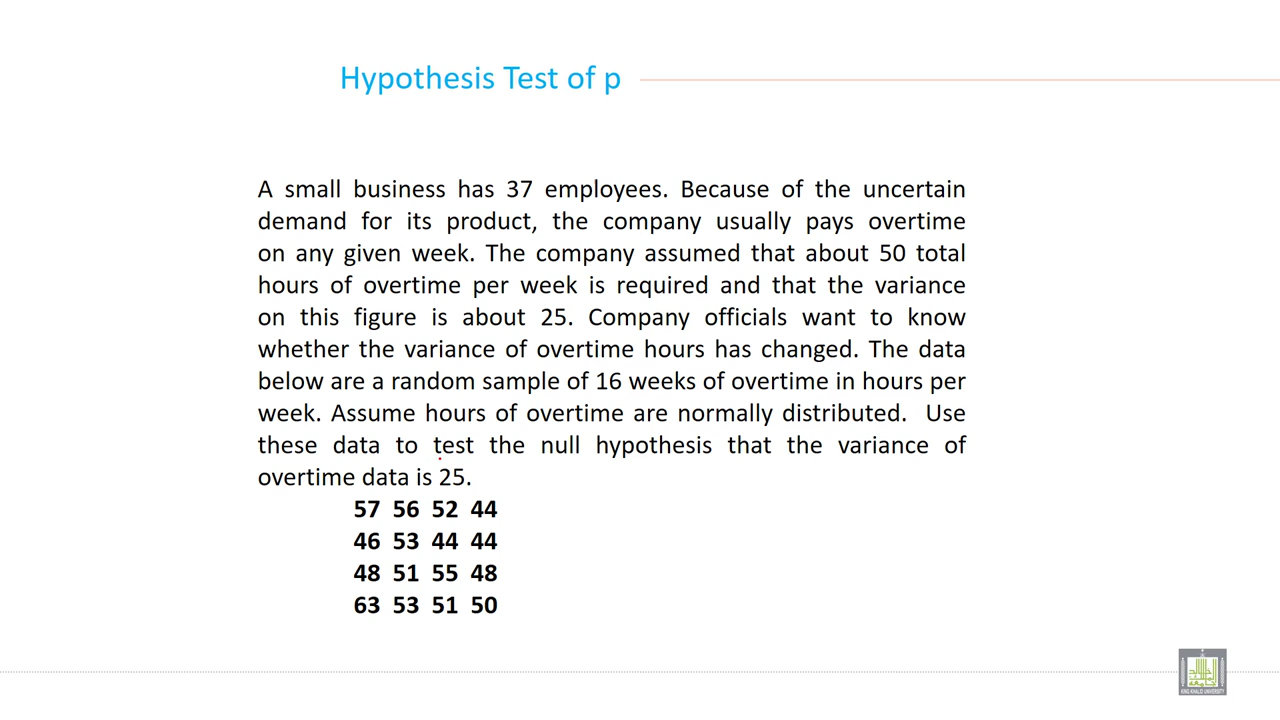 Hypothesis Test of p
A small business has 37 employees. Because of the uncertain
demand for its product, the company usually pays overtime
on any given week. The company assumed that about 50 total
hours of overtime per week is required and that the variance
on this figure is about 25. Company officials want to know
whether the variance of overtime hours has changed. The data
below are a random sample of 16 weeks of overtime in hours per
week. Assume hours of overtime are normally distributed. Use
these data to test the null hypothesis that the variance of
overtime data is 25.
57 56 52 44
46 53 44 44
48 51 55 48
63 53 51 50
KING KHALID UNIVERSITY